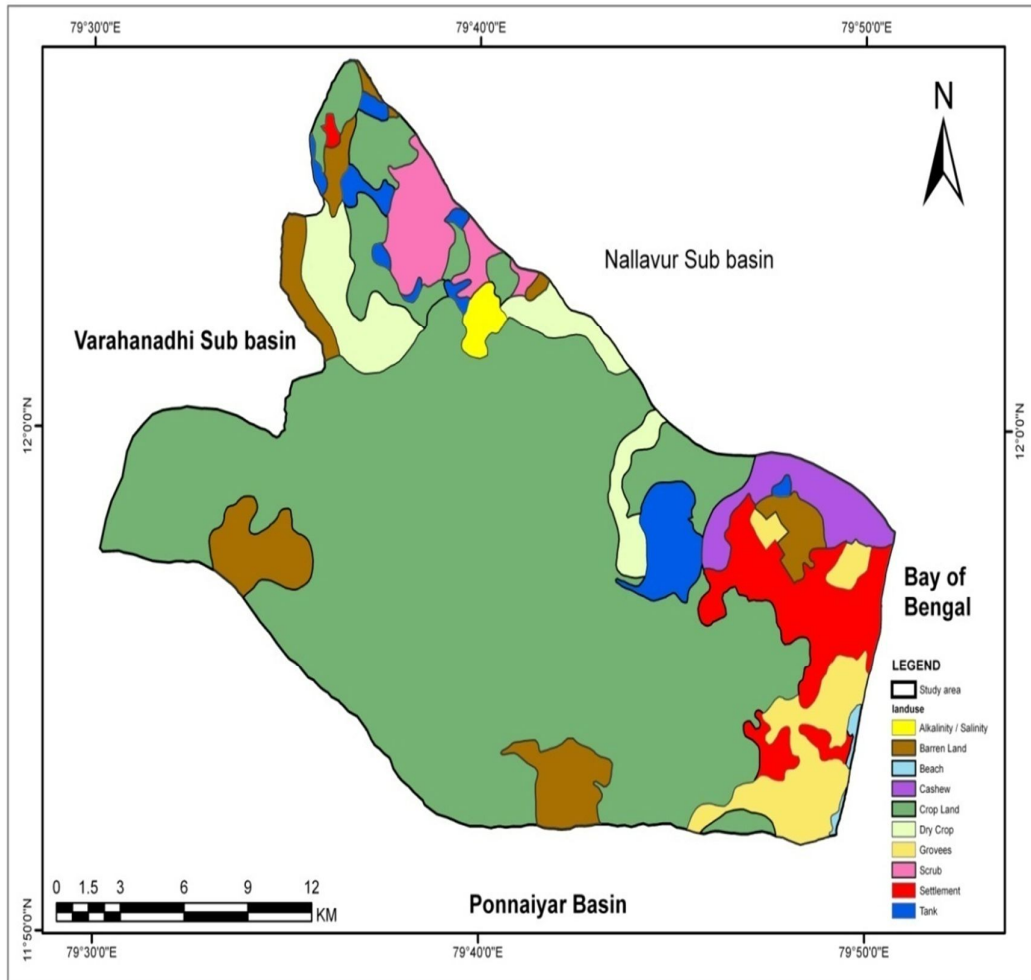 79°30'0"E
79°40'0"E
79°50'0"E
N
Nallavur Sub basin
Varahanadhi Sub basin
12°0'0"N
12°0'0"N
Bay of
Bengal
LEGEND
Study area
landuse
Alkalinity / Salinity
Barren Land
Beach
Cashew
Crop Land
Dry Crop
Grovees
Scrub
Settlement
Tank
0 1.5 3 6 9 12
KM
Ponnaiyar Basin
11°50'0"N
79°30'0"E
79°40'0"E
79°50'0"E